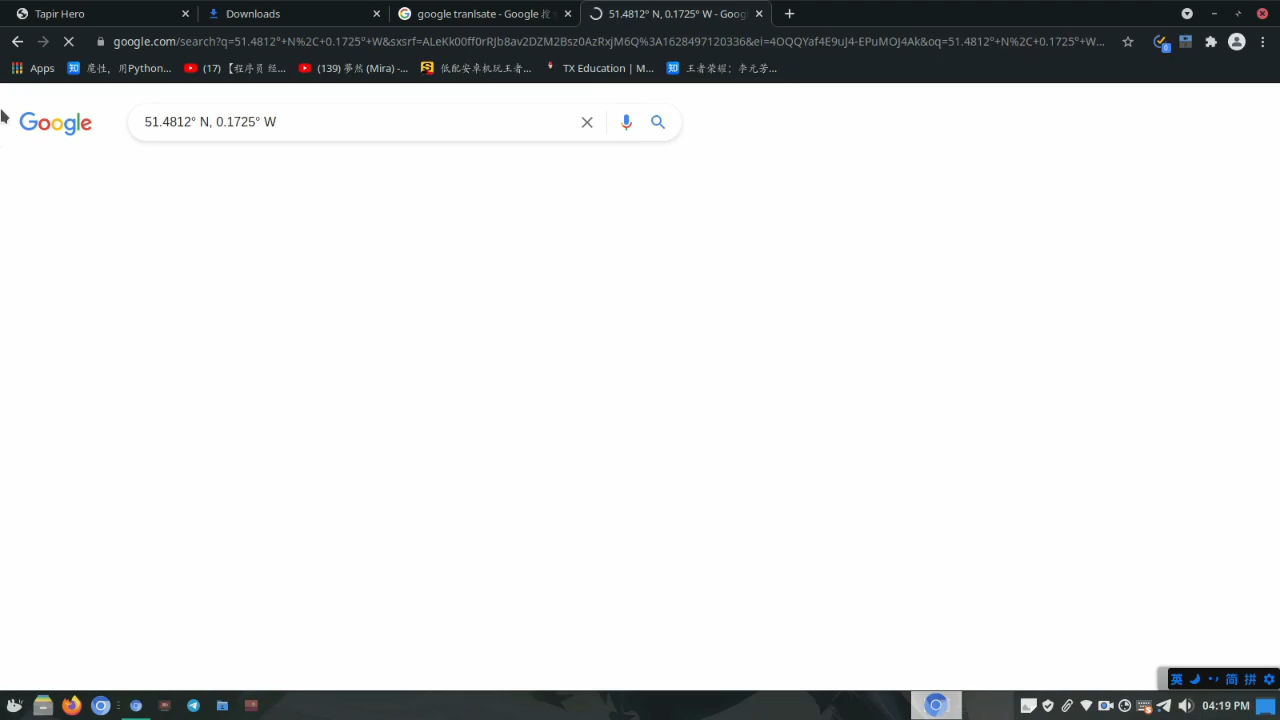 Tapir Hero
Downloads
google tranlsate - Google 搜
51.4812° N, 0.1725° W - Goog
google.com/search?q=51.4812°+N%2C+0.1725°+W&sxsrf=ALeKk00ff0rRJb8av2DZM2Bsz0AzRxjM6Q%3A1628497120336&ei=4OQQYaf4E9uJ4-EPuMOJ4Ak&oq=51.4812°+N%2C+0.1725°+W...
0
Apps
知 魔性，用Python...
(17) 【程序员 经...
(139) 夢然 (Mira) -...
低配安卓机玩王者...
TX Education | M...
知 王者荣耀：李元芳...
Google
51.4812° N, 0.1725° W
英 简 拼
04:19 PM